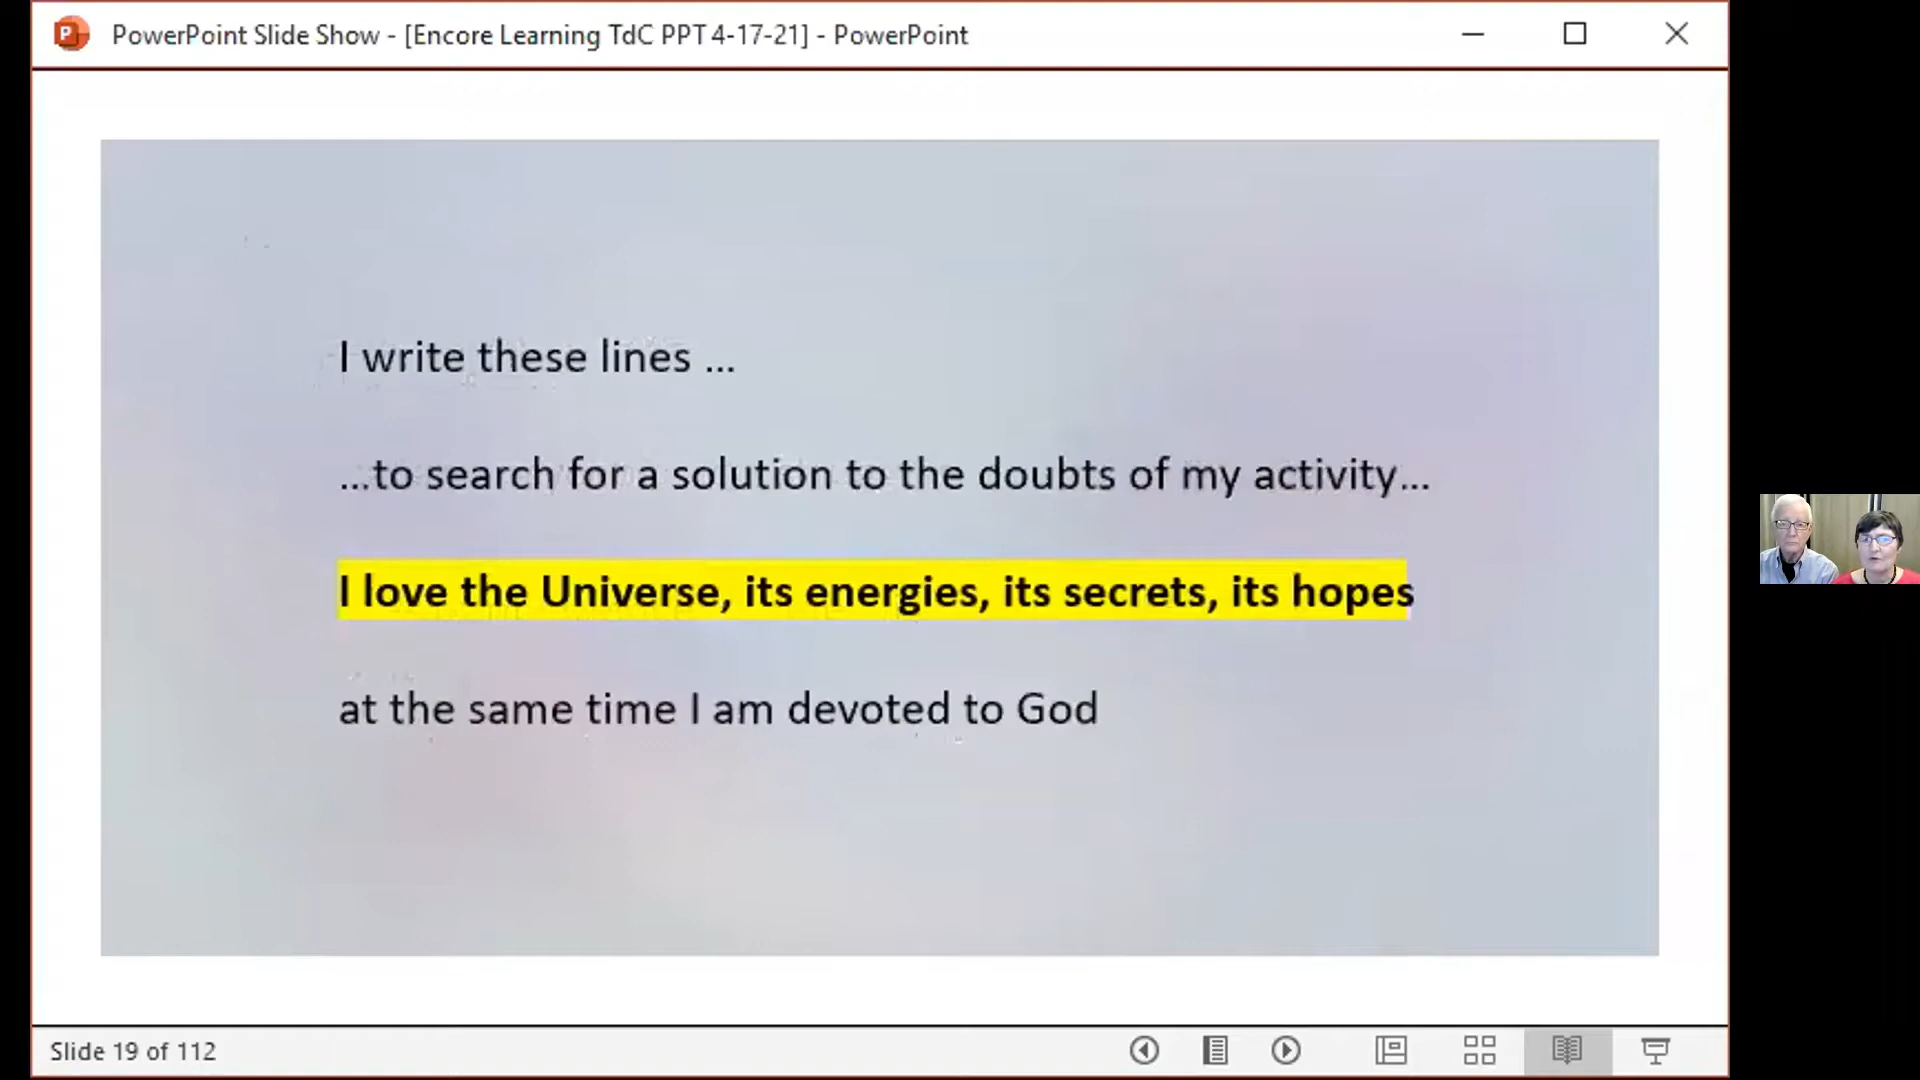 PowerPoint Slide Show - [Encore Learning TdC PPT 4-17-21] - PowerPoint
I write these lines ...
...to search for a solution to the doubts of my activity...
I love the Universe, its energies, its secrets, its hopes
at the same time I am devoted to God
Slide 19 of 112